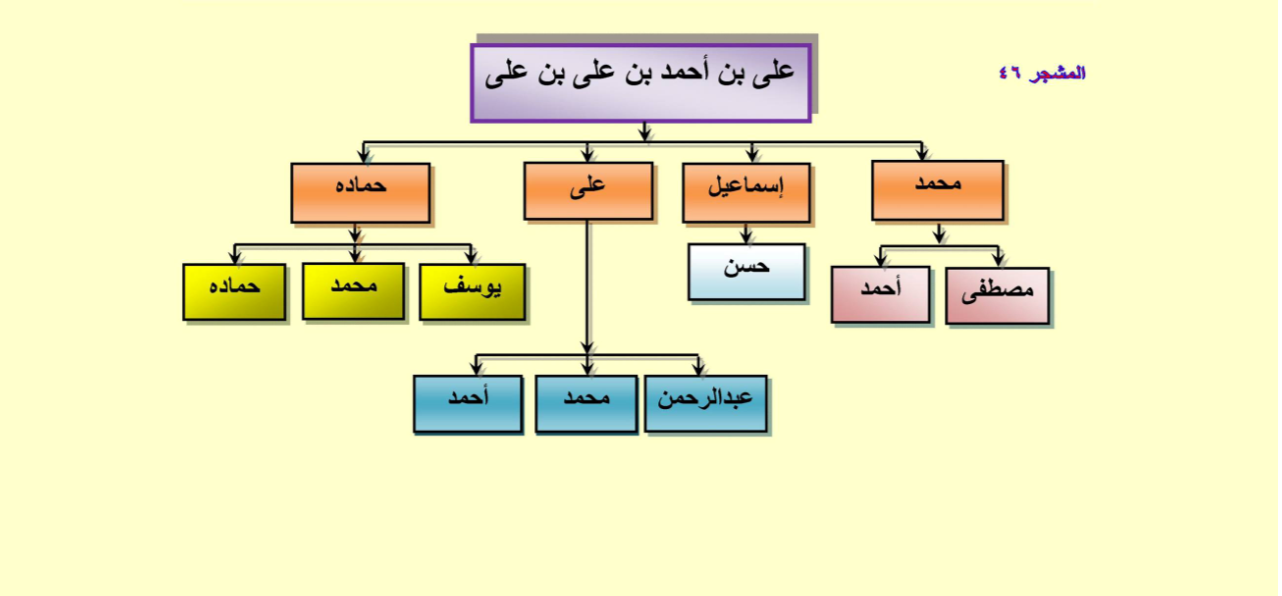 المشجر ٤٦
على بن أحمد بن على بن على
محمد
إسماعيل
على
حماده
مصطفى
أحمد
حسن
يوسف
محمد
حماده
عبدالرحمن
محمد
أحمد